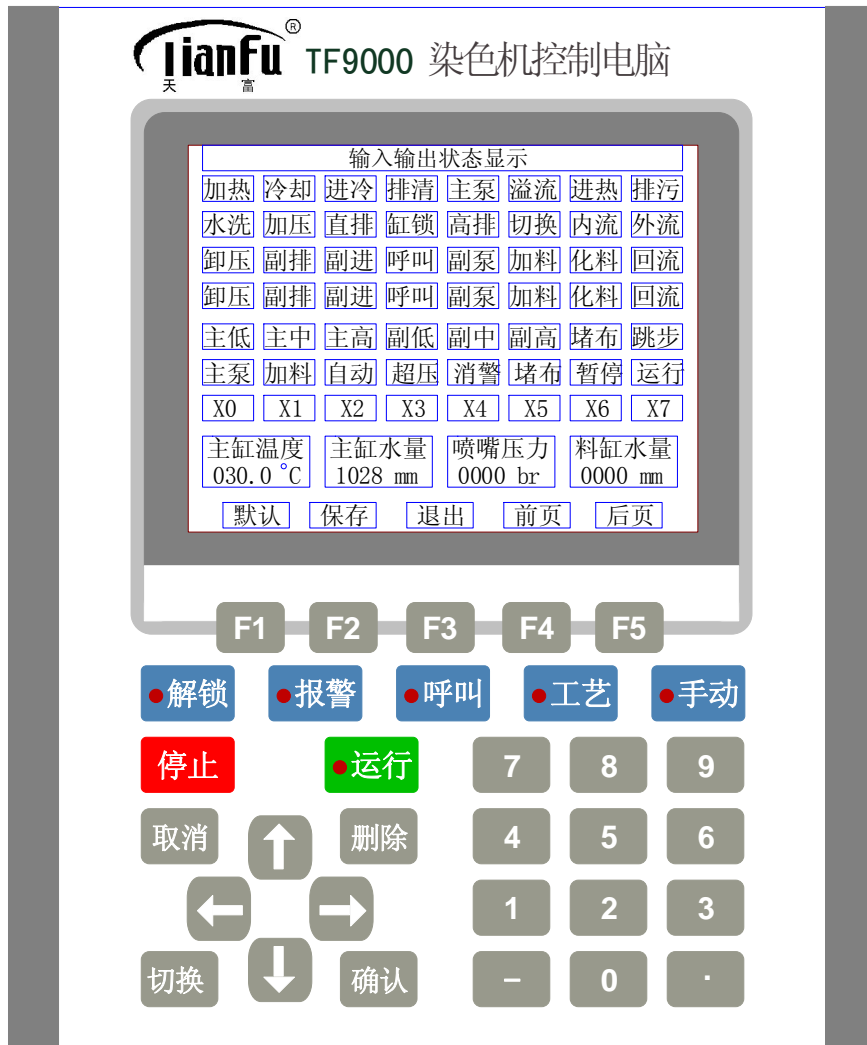 TianFu®
天富
TF9000 染色机控制电脑
输入输出状态显示
加热 冷却 进冷 排清 主泵 溢流 进热 排污
水洗 加压 直排 缸锁 高排 切换 内流 外流
卸压 副排 副进 呼叫 副泵 加料 化料 回流
卸压 副排 副进 呼叫 副泵 加料 化料 回流
主低 主中 主高 副低 副中 副高 堵布 跳步
主泵 加料 自动 超压 消警 堵布 暂停 运行
X0 X1 X2 X3 X4 X5 X6 X7
主缸温度 主缸水量 喷嘴压力 料缸水量
030.0 °C 1028 mm 0000 br 0000 mm
默认 保存 退出 前页 后页
F1 F2 F3 F4 F5
解锁 报警 呼叫 工艺 手动
停止 运行 7 8 9
取消 删除 4 5 6
1 2 3
切换 确认 - 0 ·